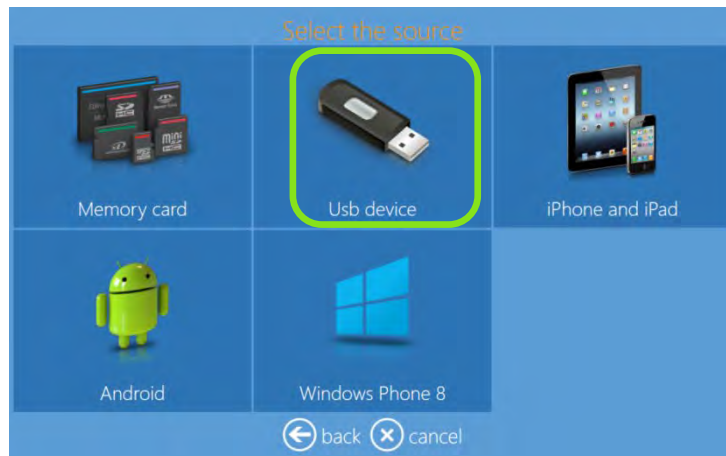 Select the source
Memory card
Usb device
iPhone and iPad
Android
Windows Phone 8
back cancel